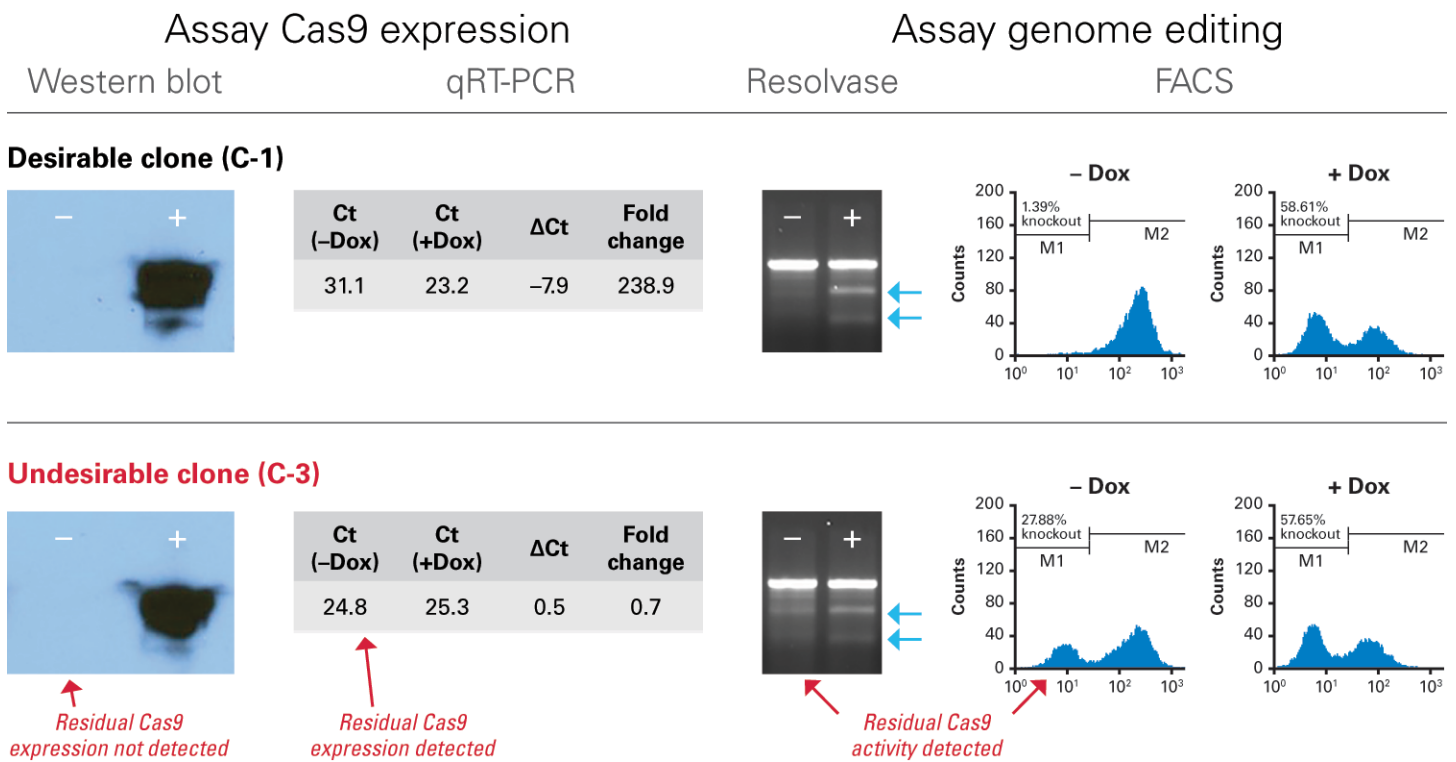 Assay Cas9 expression
Assay genome editing
Western blot
qRT-PCR
Resolvase
FACS
Desirable clone (C-1)
– +
Ct (–Dox)
Ct (+Dox)
ΔCt
Fold change
31.1 23.2 –7.9 238.9
– +
– Dox
200
160
120
80
40
0
Counts
1.39%
knockout
M1
M2
10⁰ 10¹ 10² 10³
+ Dox
200
160
120
80
40
0
Counts
58.61%
knockout
M1
M2
10⁰ 10¹ 10² 10³
Undesirable clone (C-3)
– +
Ct (–Dox)
Ct (+Dox)
ΔCt
Fold change
24.8 25.3 0.5 0.7
– +
– Dox
200
160
120
80
40
0
Counts
27.88%
knockout
M1
M2
10⁰ 10¹ 10² 10³
+ Dox
200
160
120
80
40
0
Counts
57.65%
knockout
M1
M2
10⁰ 10¹ 10² 10³
Residual Cas9
expression not detected
Residual Cas9
expression detected
Residual Cas9
activity detected